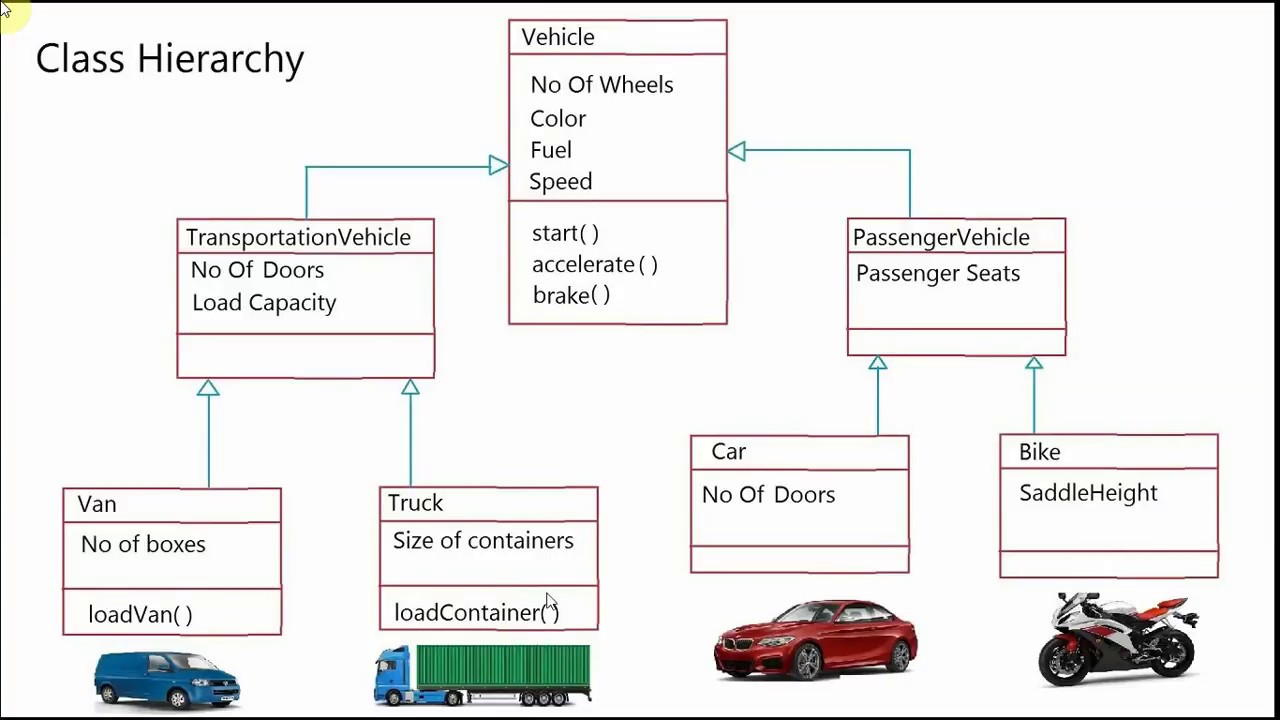 Class Hierarchy
Vehicle
No Of Wheels
Color
Fuel
Speed
start( )
accelerate( )
brake( )
TransportationVehicle
No Of Doors
Load Capacity
PassengerVehicle
Passenger Seats
Van
No of boxes
loadVan( )
Truck
Size of containers
loadContainer( )
Car
No Of Doors
Bike
SaddleHeight